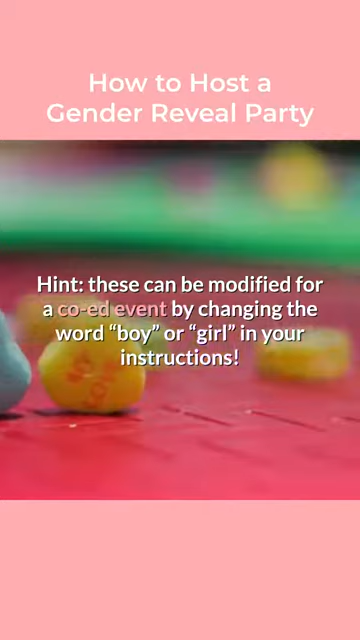 How to Host a
Gender Reveal Party
Hint: these can be modified for
a co-ed event by changing the
word “boy” or “girl” in your
instructions!